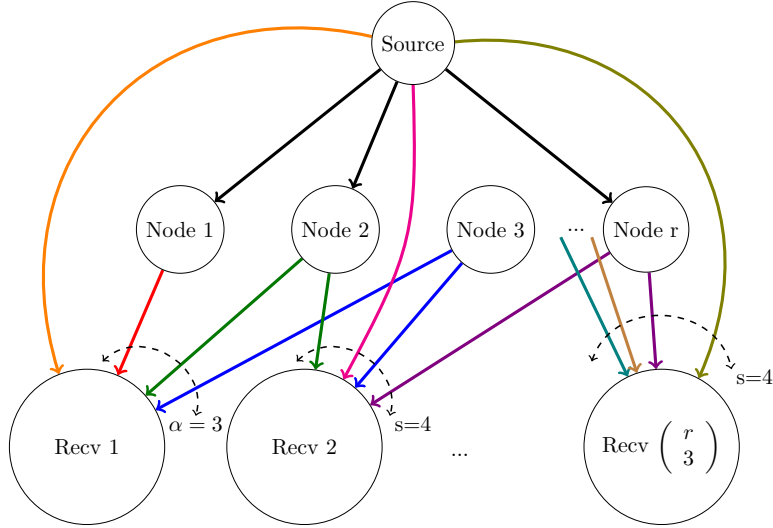 Source
Node 1
Node 2
Node 3
...
Node r
α = 3
s=4
s=4
Recv 1
Recv 2
...
Recv ( r
3 )